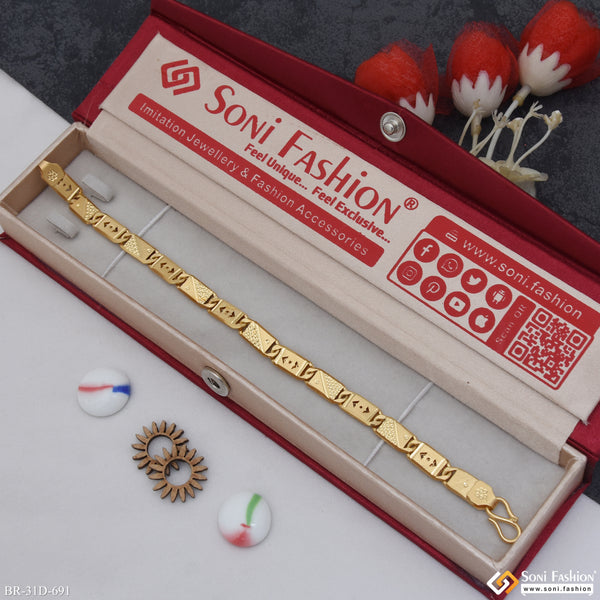 SONI FASHION®
Feel Unique... Feel Exclusive...
Imitation Jewellery & Fashion Accessories
www.soni.fashion
Scan QR
BR-31D-691
SONI FASHION®
www.soni.fashion